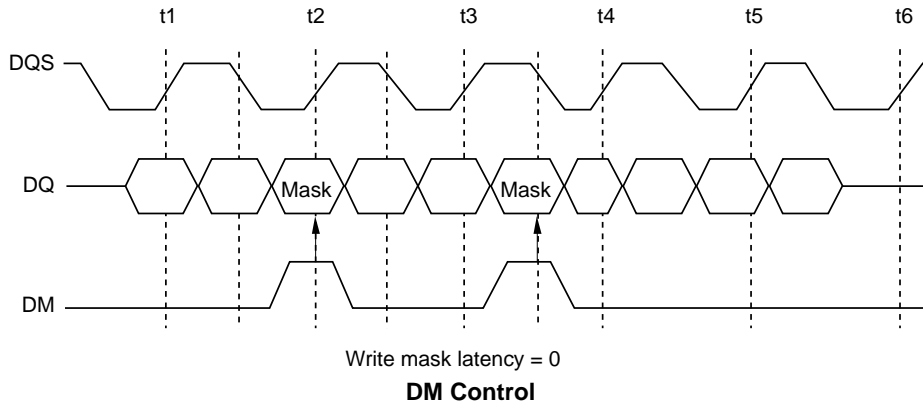 t1 t2 t3 t4 t5 t6
DQS
DQ Mask Mask
DM
Write mask latency = 0
DM Control